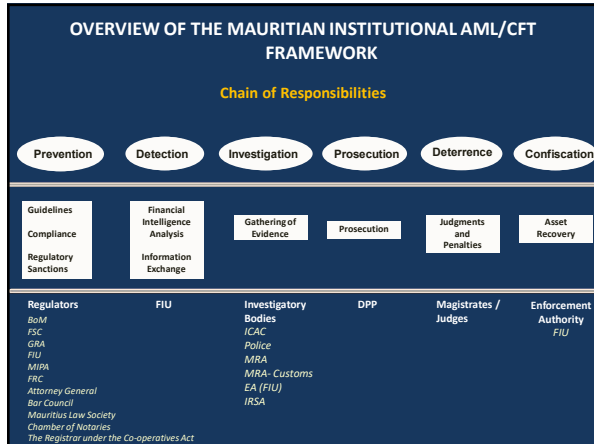 OVERVIEW OF THE MAURITIAN INSTITUTIONAL AML/CFT
FRAMEWORK
Chain of Responsibilities
Prevention
Detection
Investigation
Prosecution
Deterrence
Confiscation
Guidelines
Compliance
Regulatory
Sanctions
Financial
Intelligence
Analysis
Information
Exchange
Gathering of
Evidence
Prosecution
Judgments
and
Penalties
Asset
Recovery
Regulators
BoM
FSC
GRA
FIU
MIPA
FRC
Attorney General
Bar Council
Mauritius Law Society
Chamber of Notaries
The Registrar under the Co-operatives Act
FIU
Investigatory
Bodies
ICAC
Police
MRA
MRA- Customs
EA (FIU)
IRSA
DPP
Magistrates /
Judges
Enforcement
Authority
FIU